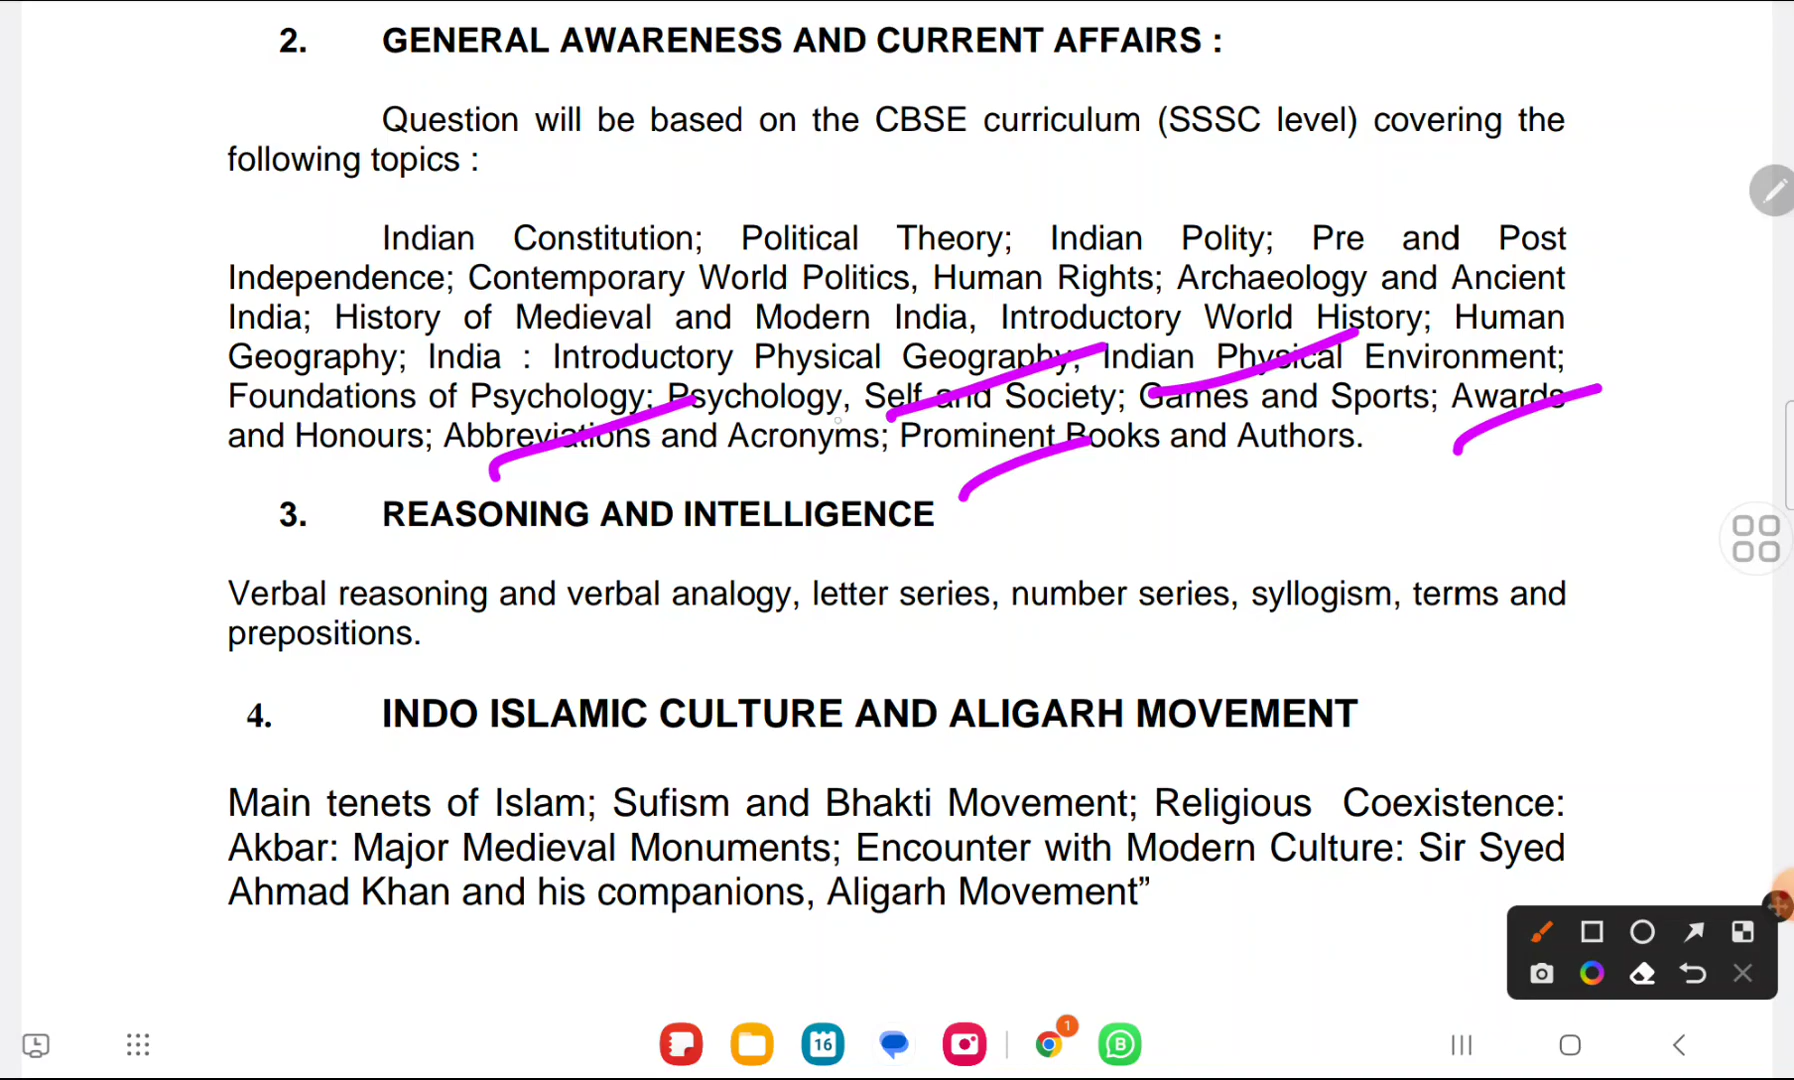 2. GENERAL AWARENESS AND CURRENT AFFAIRS :
Question will be based on the CBSE curriculum (SSSC level) covering the
following topics :
Indian Constitution; Political Theory; Indian Polity; Pre and Post
Independence; Contemporary World Politics, Human Rights; Archaeology and Ancient
India; History of Medieval and Modern India, Introductory World History; Human
Geography; India : Introductory Physical Geography; Indian Physical Environment;
Foundations of Psychology; Psychology, Self and Society; Games and Sports; Awards
and Honours; Abbreviations and Acronyms; Prominent Books and Authors.
3. REASONING AND INTELLIGENCE
Verbal reasoning and verbal analogy, letter series, number series, syllogism, terms and
prepositions.
4. INDO ISLAMIC CULTURE AND ALIGARH MOVEMENT
Main tenets of Islam; Sufism and Bhakti Movement; Religious Coexistence:
Akbar: Major Medieval Monuments; Encounter with Modern Culture: Sir Syed
Ahmad Khan and his companions, Aligarh Movement”
16
1
B